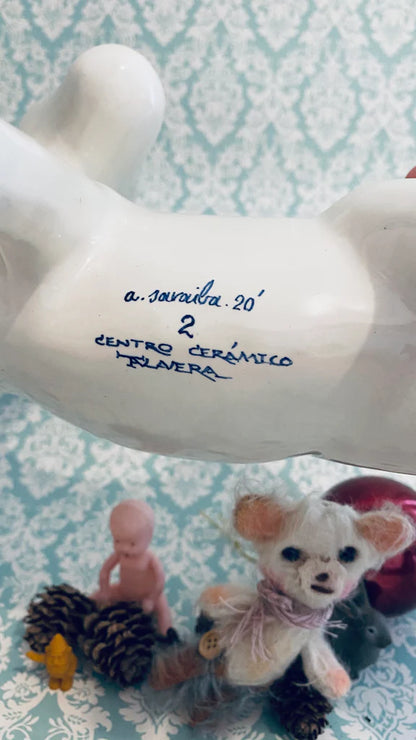 a. saraiba. 20'
2
CENTRO CERÁMICO
TALAVERA